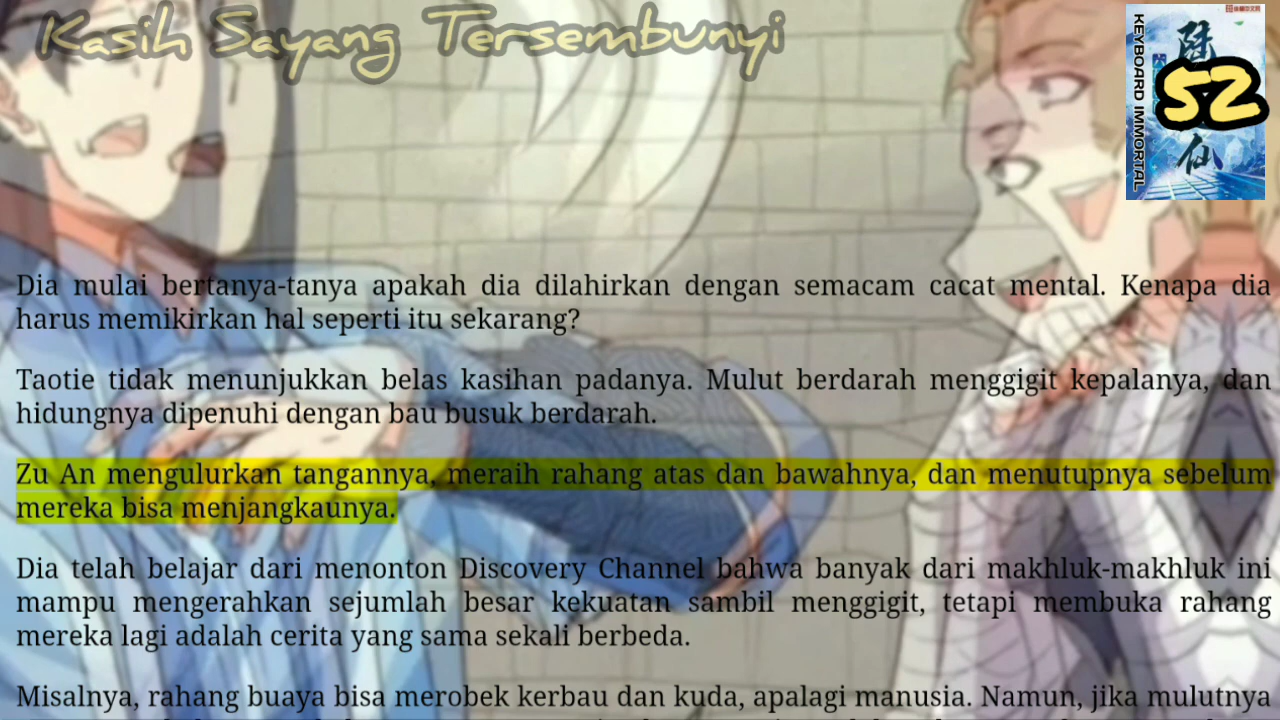 Kasih Sayang Tersembunyi
KEYBOARD IMMORTAL
陆
52
仙
Dia mulai bertanya-tanya apakah dia dilahirkan dengan semacam cacat mental. Kenapa dia
harus memikirkan hal seperti itu sekarang?
Taotie tidak menunjukkan belas kasihan padanya. Mulut berdarah menggigit kepalanya, dan
hidungnya dipenuhi dengan bau busuk berdarah.
Zu An mengulurkan tangannya, meraih rahang atas dan bawahnya, dan menutupnya sebelum
mereka bisa menjangkaunya.
Dia telah belajar dari menonton Discovery Channel bahwa banyak dari makhluk-makhluk ini
mampu mengerahkan sejumlah besar kekuatan sambil menggigit, tetapi membuka rahang
mereka lagi adalah cerita yang sama sekali berbeda.
Misalnya, rahang buaya bisa merobek kerbau dan kuda, apalagi manusia. Namun, jika mulutnya